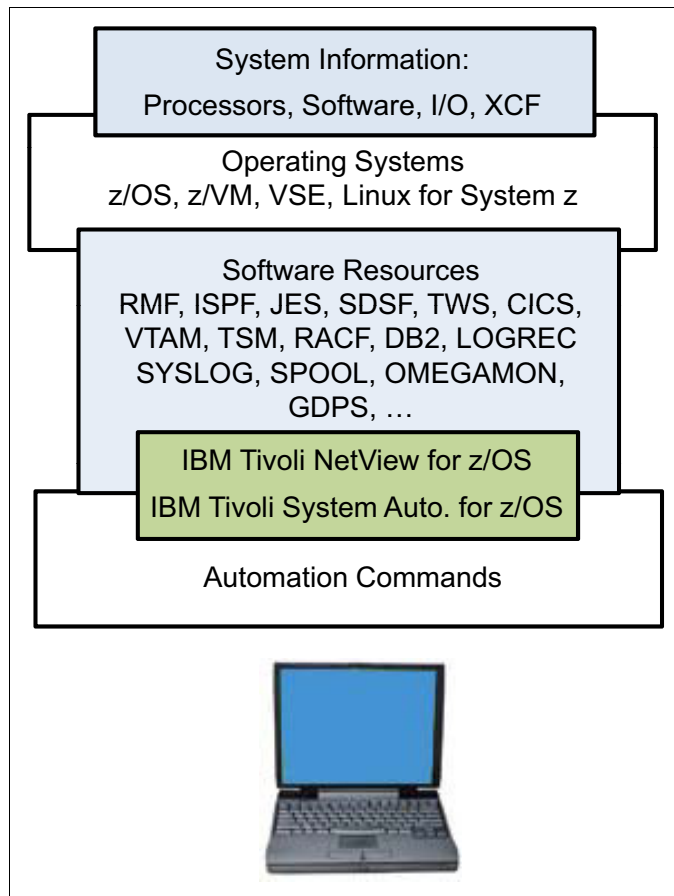 System Information:
Processors, Software, I/O, XCF
Operating Systems
z/OS, z/VM, VSE, Linux for System z
Software Resources
RMF, ISPF, JES, SDSF, TWS, CICS,
VTAM, TSM, RACF, DB2, LOGREC
SYSLOG, SPOOL, OMEGAMON,
GDPS, …
IBM Tivoli NetView for z/OS
IBM Tivoli System Auto. for z/OS
Automation Commands